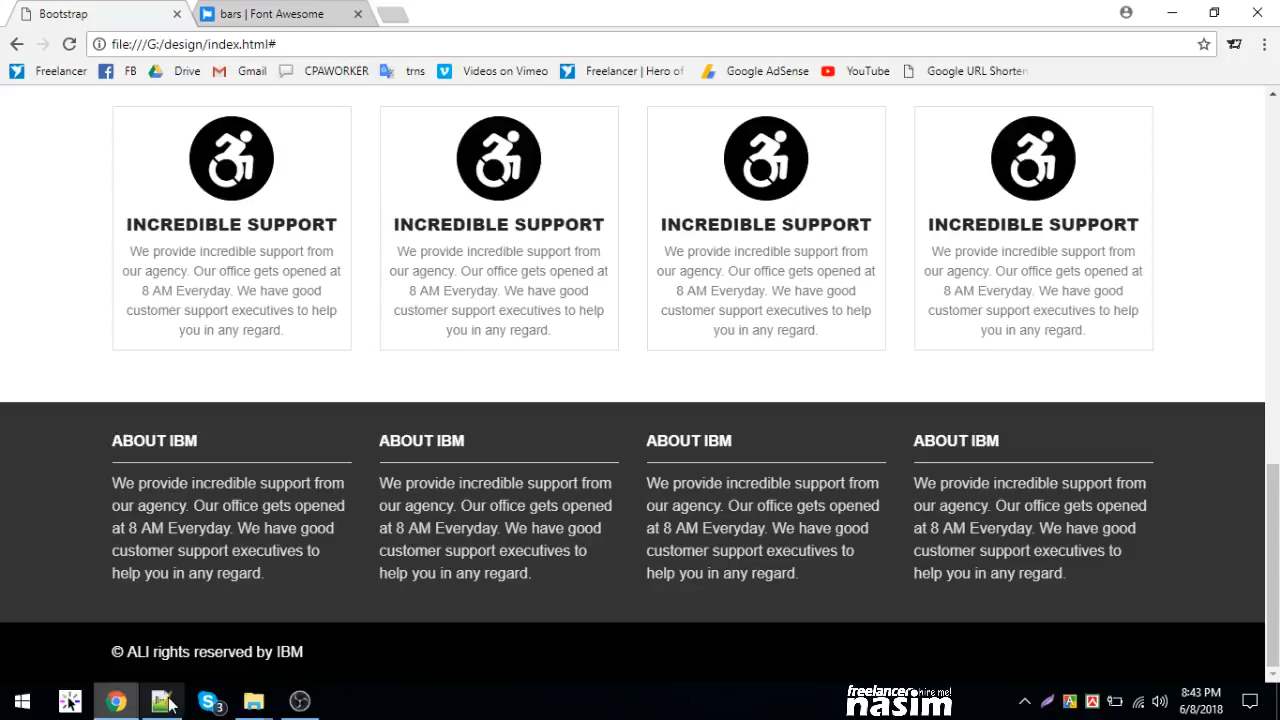 Bootstrap
bars | Font Awesome
file:///G:/design/index.html#
Freelancer FB Drive Gmail CPAWORKER trns Videos on Vimeo Freelancer | Hero of Google AdSense YouTube Google URL Shorten
INCREDIBLE SUPPORT
We provide incredible support from
our agency. Our office gets opened at
8 AM Everyday. We have good
customer support executives to help
you in any regard.
INCREDIBLE SUPPORT
We provide incredible support from
our agency. Our office gets opened at
8 AM Everyday. We have good
customer support executives to help
you in any regard.
INCREDIBLE SUPPORT
We provide incredible support from
our agency. Our office gets opened at
8 AM Everyday. We have good
customer support executives to help
you in any regard.
INCREDIBLE SUPPORT
We provide incredible support from
our agency. Our office gets opened at
8 AM Everyday. We have good
customer support executives to help
you in any regard.
ABOUT IBM
We provide incredible support from
our agency. Our office gets opened
at 8 AM Everyday. We have good
customer support executives to
help you in any regard.
ABOUT IBM
We provide incredible support from
our agency. Our office gets opened
at 8 AM Everyday. We have good
customer support executives to
help you in any regard.
ABOUT IBM
We provide incredible support from
our agency. Our office gets opened
at 8 AM Everyday. We have good
customer support executives to
help you in any regard.
ABOUT IBM
We provide incredible support from
our agency. Our office gets opened
at 8 AM Everyday. We have good
customer support executives to
help you in any regard.
© ALl rights reserved by IBM
3
freelancer hire me!
nasim
8:43 PM
6/8/2018